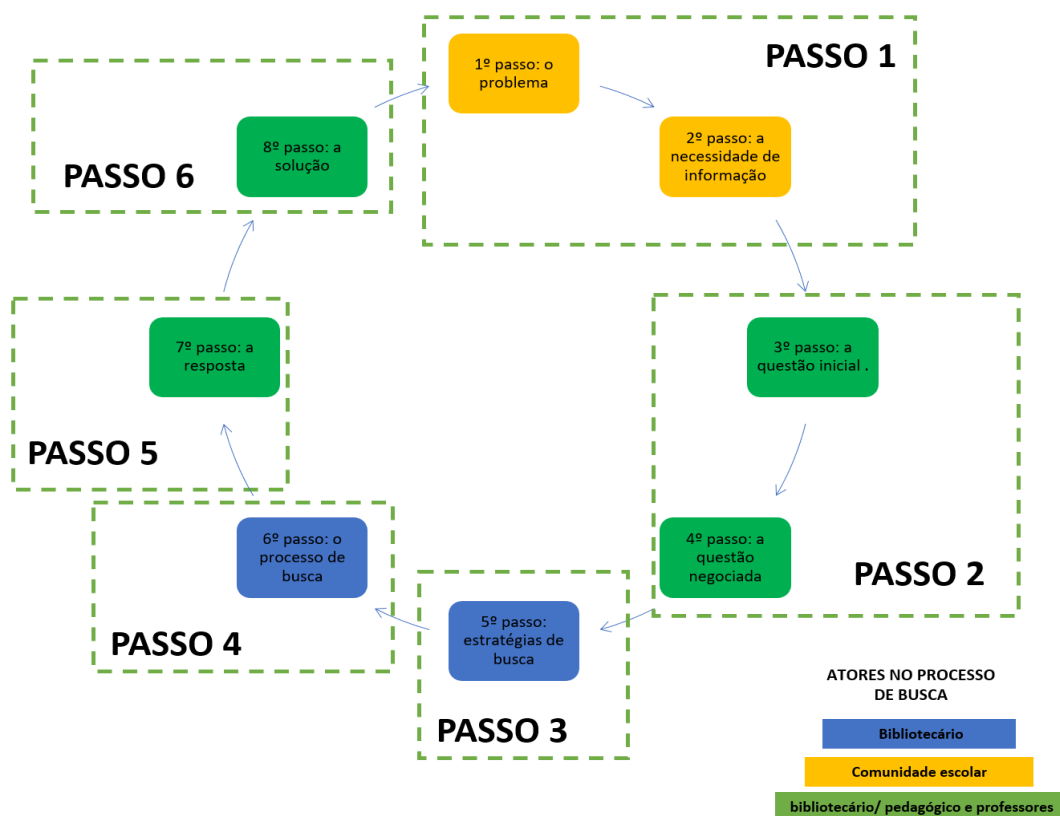 PASSO 1
1º passo: o
problema
2º passo: a
necessidade de
informação
PASSO 2
3º passo: a
questão inicial .
4º passo: a
questão
negociada
PASSO 3
5º passo:
estratégias de
busca
PASSO 4
6º passo: o
processo de
busca
PASSO 5
7º passo: a
resposta
PASSO 6
8º passo: a
solução
ATORES NO PROCESSO
DE BUSCA
Bibliotecário
Comunidade escolar
bibliotecário/ pedagógico e professores